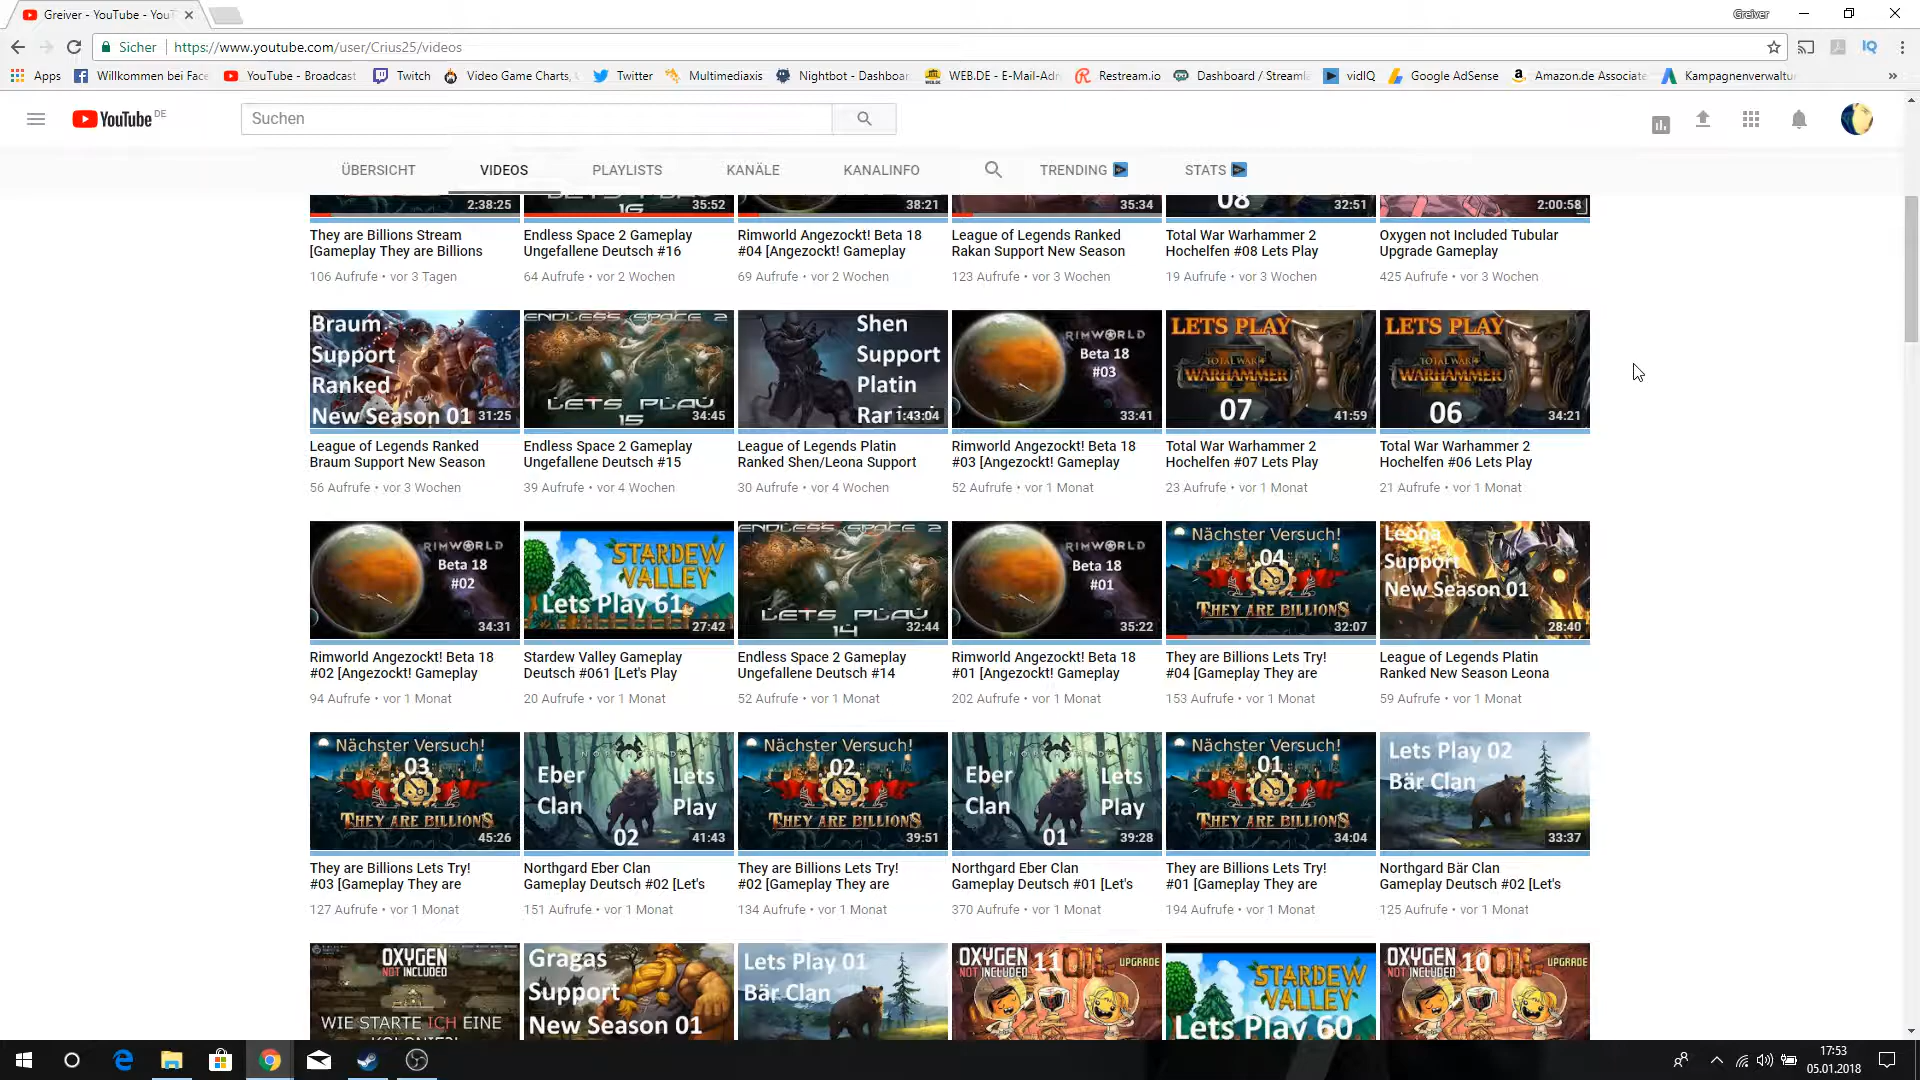 Greiver - YouTube - You
Greiver
Sicher https://www.youtube.com/user/Crius25/videos
IQ
Apps Willkommen bei Face YouTube - Broadcast Twitch Video Game Charts, Twitter Multimediaxis Nightbot - Dashboar WEB.DE - E-Mail-Adr Restream.io Dashboard / Streamla vidIQ Google AdSense Amazon.de Associate Kampagnenverwaltu »
YouTube DE Suchen
ÜBERSICHT VIDEOS PLAYLISTS KANÄLE KANALINFO TRENDING STATS
2:38:25 16 35:52 38:21 35:34 08 32:51 2:00:58
They are Billions Stream Endless Space 2 Gameplay Rimworld Angezockt! Beta 18 League of Legends Ranked Total War Warhammer 2 Oxygen not Included Tubular
[Gameplay They are Billions Ungefallene Deutsch #16 #04 [Angezockt! Gameplay Rakan Support New Season Hochelfen #08 Lets Play Upgrade Gameplay
106 Aufrufe • vor 3 Tagen 64 Aufrufe • vor 2 Wochen 69 Aufrufe • vor 2 Wochen 123 Aufrufe • vor 3 Wochen 19 Aufrufe • vor 3 Wochen 425 Aufrufe • vor 3 Wochen
Braum
Support
Ranked
New Season 01 31:25
ENDLESS SPACE 2
LETS PLAY
15 34:45
Shen
Support
Platin
1:43:04
RIMWORLD
Beta 18
#03
33:41
LETS PLAY
TOTAL WAR
WARHAMMER
07 41:59
LETS PLAY
TOTAL WAR
WARHAMMER
06 34:21
League of Legends Ranked Endless Space 2 Gameplay League of Legends Platin Rimworld Angezockt! Beta 18 Total War Warhammer 2 Total War Warhammer 2
Braum Support New Season Ungefallene Deutsch #15 Ranked Shen/Leona Support #03 [Angezockt! Gameplay Hochelfen #07 Lets Play Hochelfen #06 Lets Play
56 Aufrufe • vor 3 Wochen 39 Aufrufe • vor 4 Wochen 30 Aufrufe • vor 4 Wochen 52 Aufrufe • vor 1 Monat 23 Aufrufe • vor 1 Monat 21 Aufrufe • vor 1 Monat
RIMWORLD
Beta 18
#02
34:31
STARDEW
VALLEY
Lets Play 61
27:42
ENDLESS SPACE 2
LETS PLAY
14 32:44
RIMWORLD
Beta 18
#01
35:22
Nächster Versuch!
04
THEY ARE BILLIONS
32:07
Leona
Support
New Season 01
28:40
Rimworld Angezockt! Beta 18 Stardew Valley Gameplay Endless Space 2 Gameplay Rimworld Angezockt! Beta 18 They are Billions Lets Try! League of Legends Platin
#02 [Angezockt! Gameplay Deutsch #061 [Let's Play Ungefallene Deutsch #14 #01 [Angezockt! Gameplay #04 [Gameplay They are Ranked New Season Leona
94 Aufrufe • vor 1 Monat 20 Aufrufe • vor 1 Monat 52 Aufrufe • vor 1 Monat 202 Aufrufe • vor 1 Monat 153 Aufrufe • vor 1 Monat 59 Aufrufe • vor 1 Monat
Nächster Versuch!
03
THEY ARE BILLIONS
45:26
Eber Lets
Clan Play
02 41:43
Nächster Versuch!
02
THEY ARE BILLIONS
39:51
Eber Lets
Clan Play
01 39:28
Nächster Versuch!
01
THEY ARE BILLIONS
34:04
Lets Play 02
Bär Clan
33:37
They are Billions Lets Try! Northgard Eber Clan They are Billions Lets Try! Northgard Eber Clan They are Billions Lets Try! Northgard Bär Clan
#03 [Gameplay They are Gameplay Deutsch #02 [Let's #02 [Gameplay They are Gameplay Deutsch #01 [Let's #01 [Gameplay They are Gameplay Deutsch #02 [Let's
127 Aufrufe • vor 1 Monat 151 Aufrufe • vor 1 Monat 134 Aufrufe • vor 1 Monat 370 Aufrufe • vor 1 Monat 194 Aufrufe • vor 1 Monat 125 Aufrufe • vor 1 Monat
OXYGEN
NOT INCLUDED
WIE STARTE ICH EINE
Gragas
Support
New Season 01
Lets Play 01
Bär Clan
OXYGEN
NOT INCLUDED 11 UPGRADE
STARDEW
VALLEY
Lets Play 60
OXYGEN
NOT INCLUDED 10 UPGRADE
17:53
05.01.2018